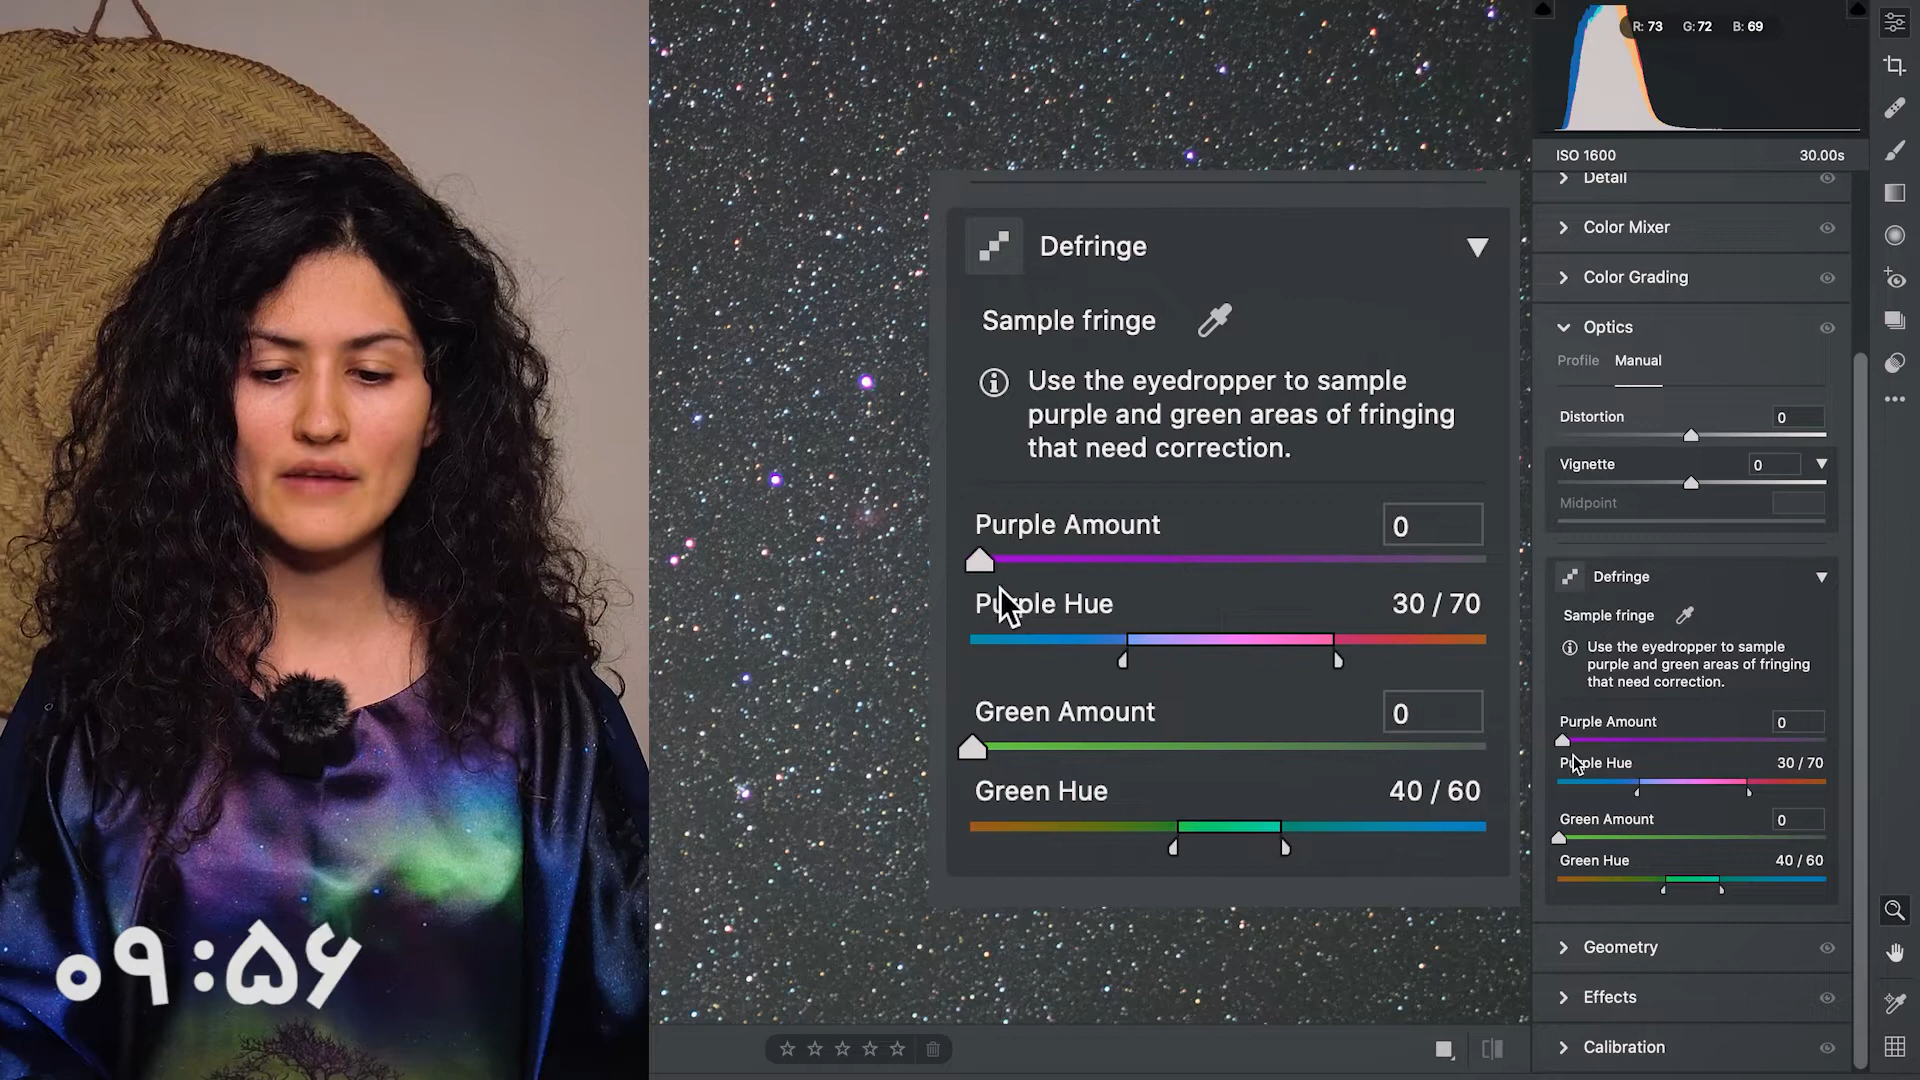 R: 73 G: 72 B: 69
ISO 1600 30.00s
Detail
Color Mixer
Color Grading
Optics
Profile Manual
Distortion 0
Vignette 0
Midpoint
Defringe
Sample fringe
Use the eyedropper to sample
purple and green areas of fringing
that need correction.
Purple Amount 0
Purple Hue 30 / 70
Green Amount 0
Green Hue 40 / 60
Defringe
Sample fringe
Use the eyedropper to sample
purple and green areas of fringing
that need correction.
Purple Amount 0
Purple Hue 30 / 70
Green Amount 0
Green Hue 40 / 60
Geometry
Effects
Calibration
۰۹:۵۶